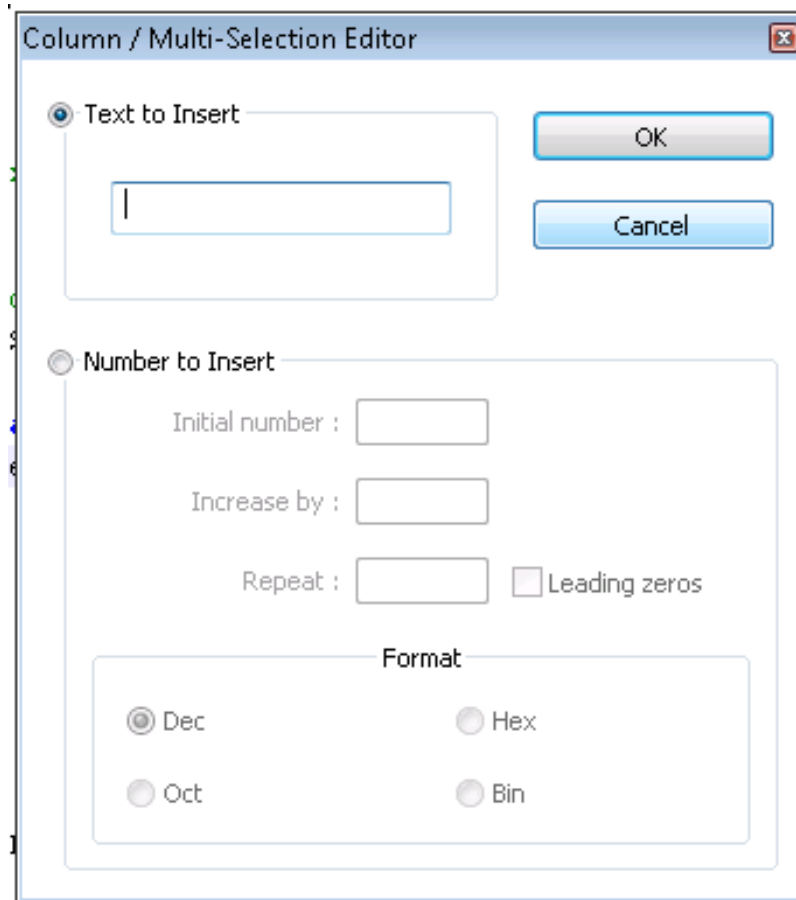 Column / Multi-Selection Editor
Text to Insert
OK
Cancel
Number to Insert
Initial number :
Increase by :
Repeat :
Leading zeros
Format
Dec
Hex
Oct
Bin